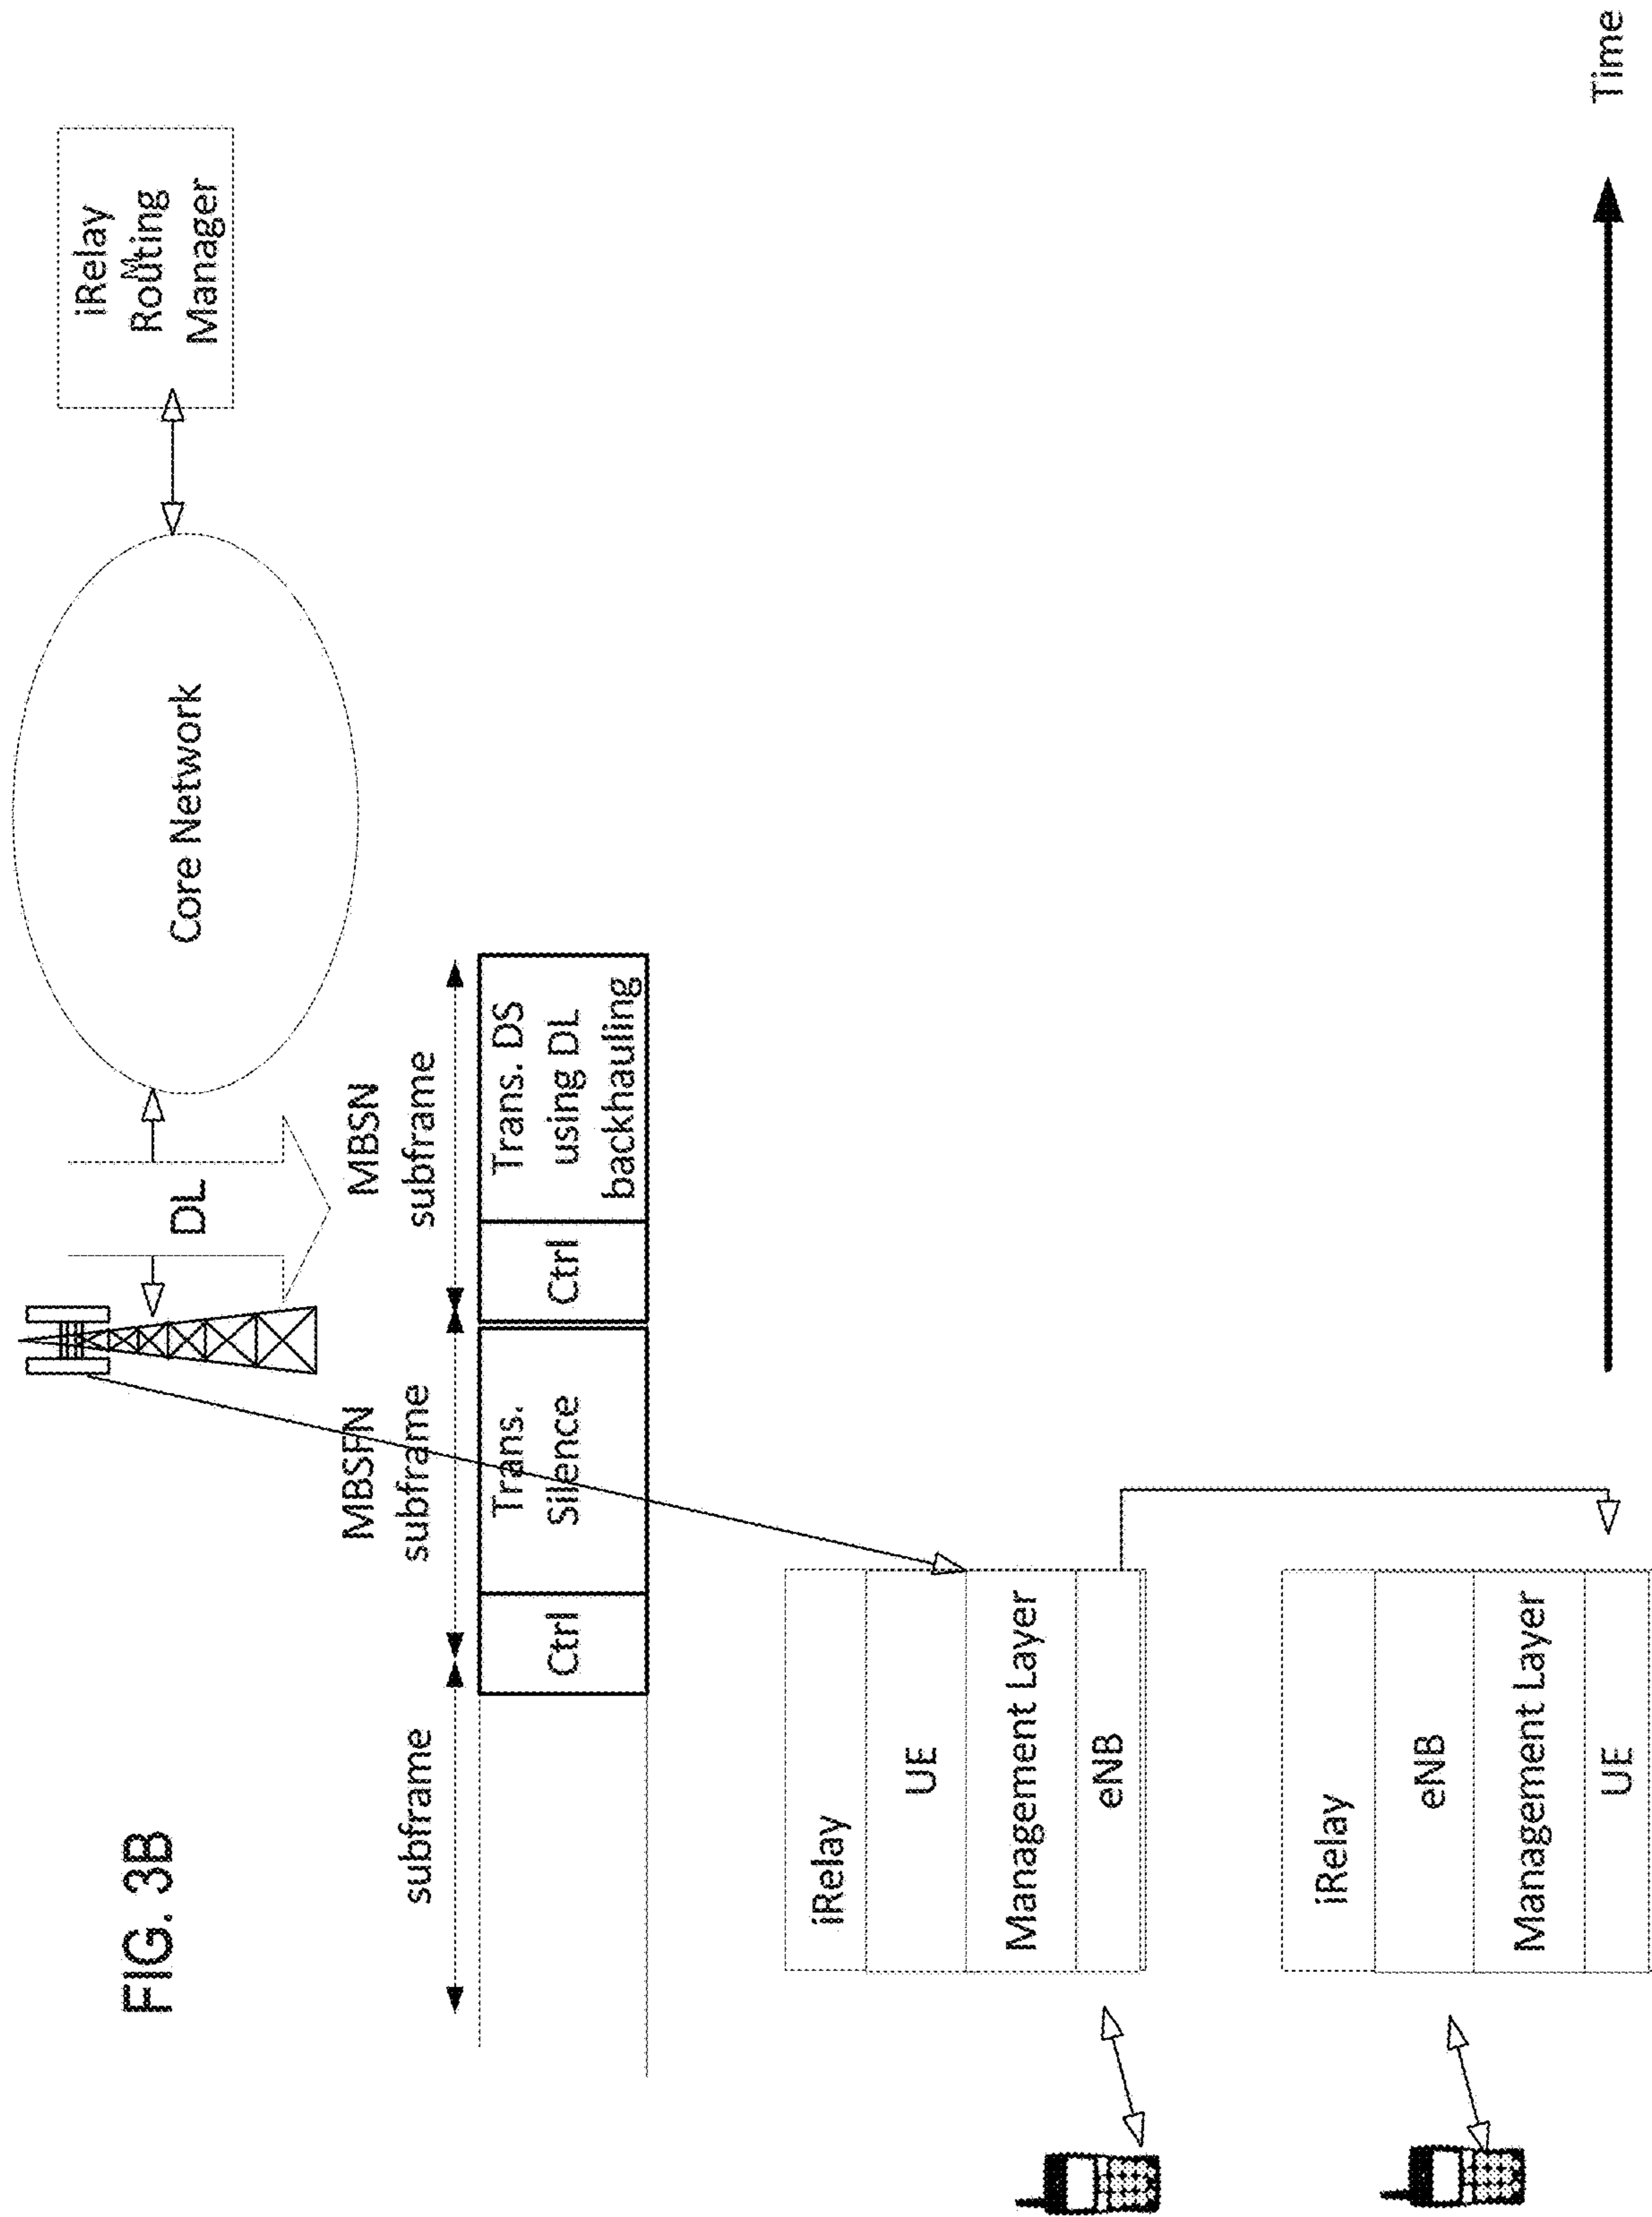 FIG. 3B
DL
Core Network
iRelay
Routing
M
Manager
subframe
MBSFN
subframe
MBSN
subframe
Ctrl
Trans.
Silence
Ctrl
Trans. DS
using DL
backhauling
iRelay
UE
Management Layer
eNB
iRelay
eNB
Management Layer
UE
Time